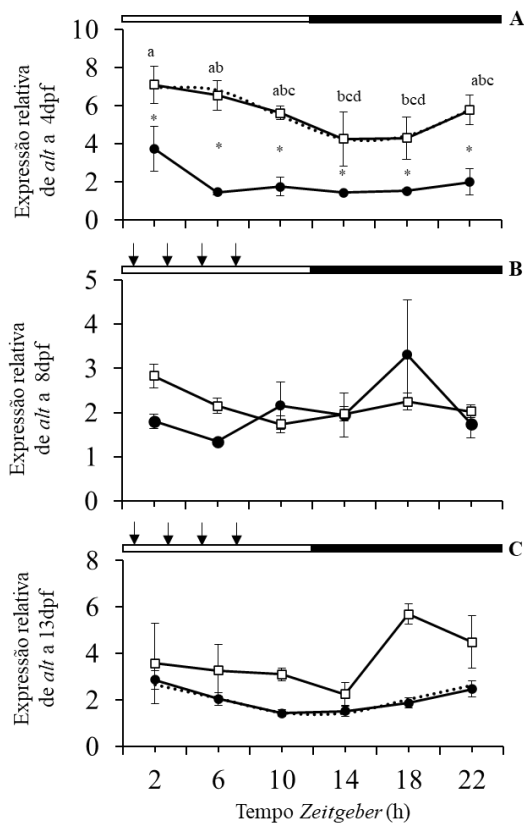 A
10
8
6
4
2
0
Expressão relativa
de alt a 4dpf
a
ab
abc
bcd
bcd
abc
* * * * * *
B
5
4
3
2
1
0
Expressão relativa
de alt a 8dpf
C
8
6
4
2
0
Expressão relativa
de alt a 13dpf
2 6 10 14 18 22
Tempo Zeitgeber (h)